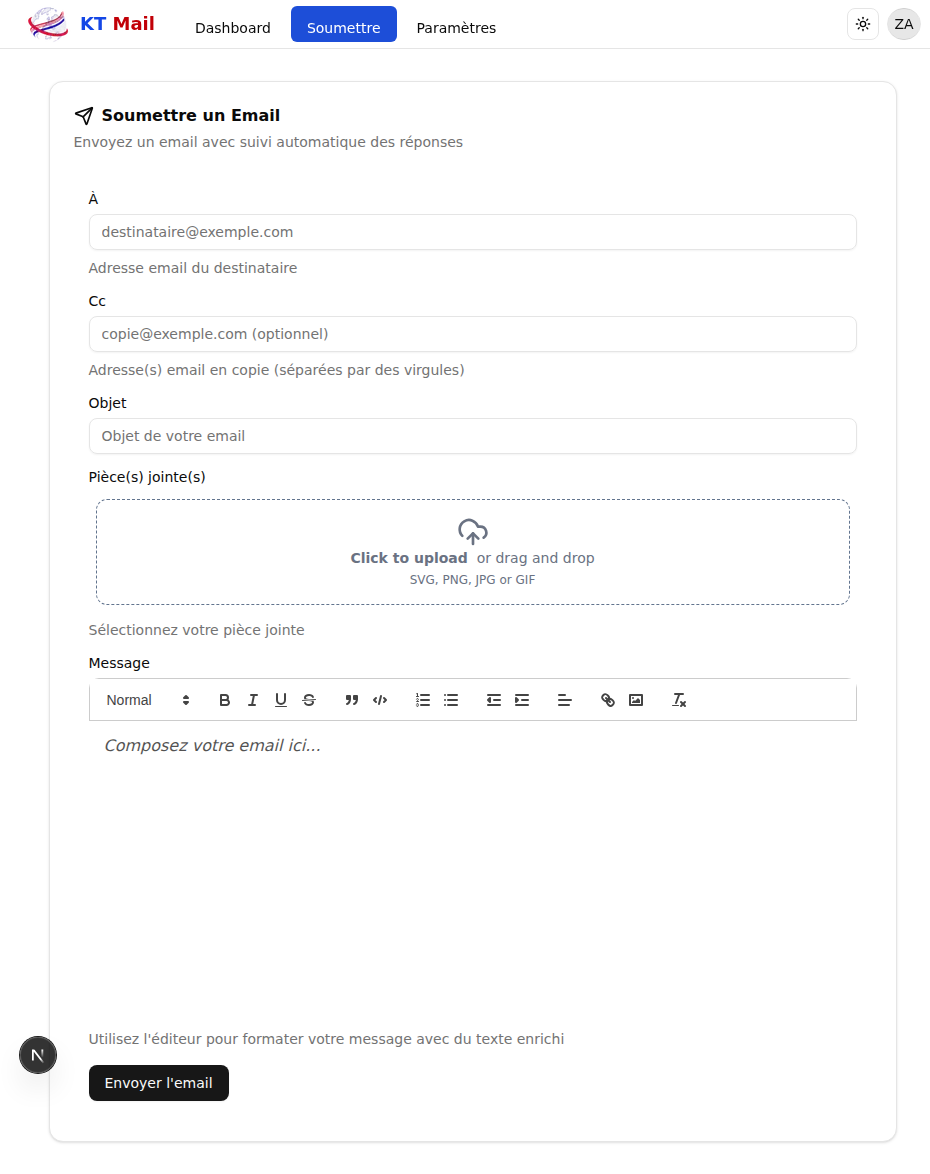 KT Mail
Dashboard
Soumettre
Paramètres
ZA
Soumettre un Email
Envoyez un email avec suivi automatique des réponses
À
destinataire@exemple.com
Adresse email du destinataire
Cc
copie@exemple.com (optionnel)
Adresse(s) email en copie (séparées par des virgules)
Objet
Objet de votre email
Pièce(s) jointe(s)
Click to upload or drag and drop
SVG, PNG, JPG or GIF
Sélectionnez votre pièce jointe
Message
Normal
Composez votre email ici...
Utilisez l'éditeur pour formater votre message avec du texte enrichi
N
Envoyer l'email